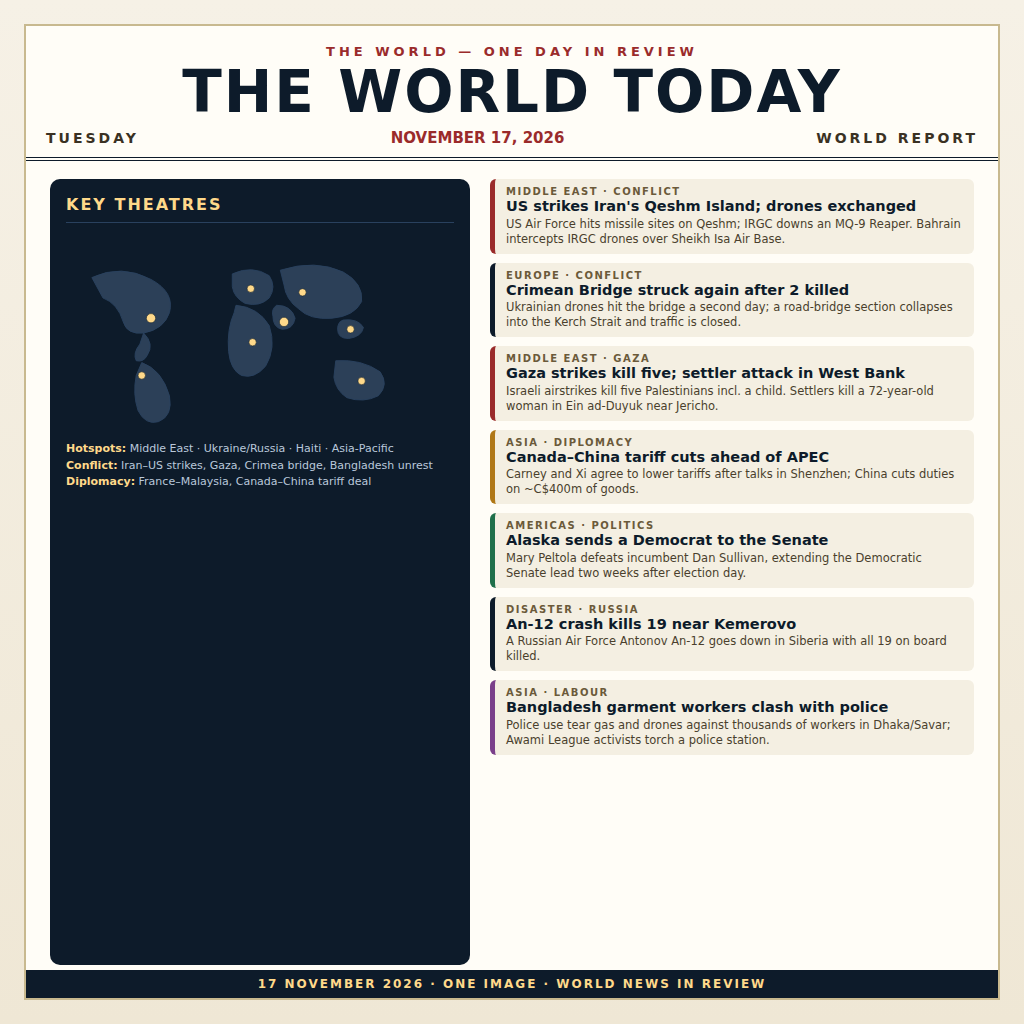 THE WORLD — ONE DAY IN REVIEW
THE WORLD TODAY
TUESDAY
NOVEMBER 17, 2026
WORLD REPORT
KEY THEATRES
Hotspots: Middle East · Ukraine/Russia · Haiti · Asia-Pacific
Conflict: Iran–US strikes, Gaza, Crimea bridge, Bangladesh unrest
Diplomacy: France–Malaysia, Canada–China tariff deal
MIDDLE EAST · CONFLICT
US strikes Iran's Qeshm Island; drones exchanged
US Air Force hits missile sites on Qeshm; IRGC downs an MQ-9 Reaper. Bahrain
intercepts IRGC drones over Sheikh Isa Air Base.
EUROPE · CONFLICT
Crimean Bridge struck again after 2 killed
Ukrainian drones hit the bridge a second day; a road-bridge section collapses
into the Kerch Strait and traffic is closed.
MIDDLE EAST · GAZA
Gaza strikes kill five; settler attack in West Bank
Israeli airstrikes kill five Palestinians incl. a child. Settlers kill a 72-year-old
woman in Ein ad-Duyuk near Jericho.
ASIA · DIPLOMACY
Canada–China tariff cuts ahead of APEC
Carney and Xi agree to lower tariffs after talks in Shenzhen; China cuts duties
on ~C$400m of goods.
AMERICAS · POLITICS
Alaska sends a Democrat to the Senate
Mary Peltola defeats incumbent Dan Sullivan, extending the Democratic
Senate lead two weeks after election day.
DISASTER · RUSSIA
An-12 crash kills 19 near Kemerovo
A Russian Air Force Antonov An-12 goes down in Siberia with all 19 on board
killed.
ASIA · LABOUR
Bangladesh garment workers clash with police
Police use tear gas and drones against thousands of workers in Dhaka/Savar;
Awami League activists torch a police station.
17 NOVEMBER 2026 · ONE IMAGE · WORLD NEWS IN REVIEW